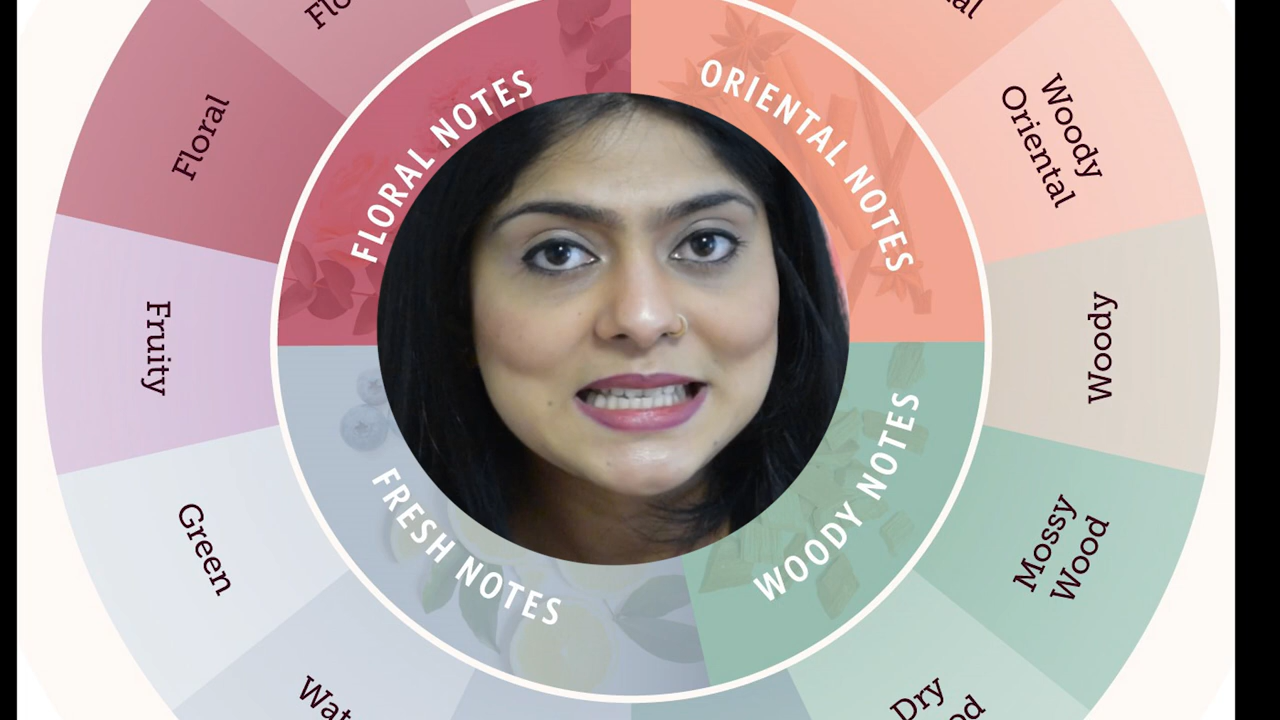 FLORAL NOTES
ORIENTAL NOTES
WOODY NOTES
FRESH NOTES
Floral
Fruity
Green
Woody
Oriental
Woody
Mossy
Wood
Dry